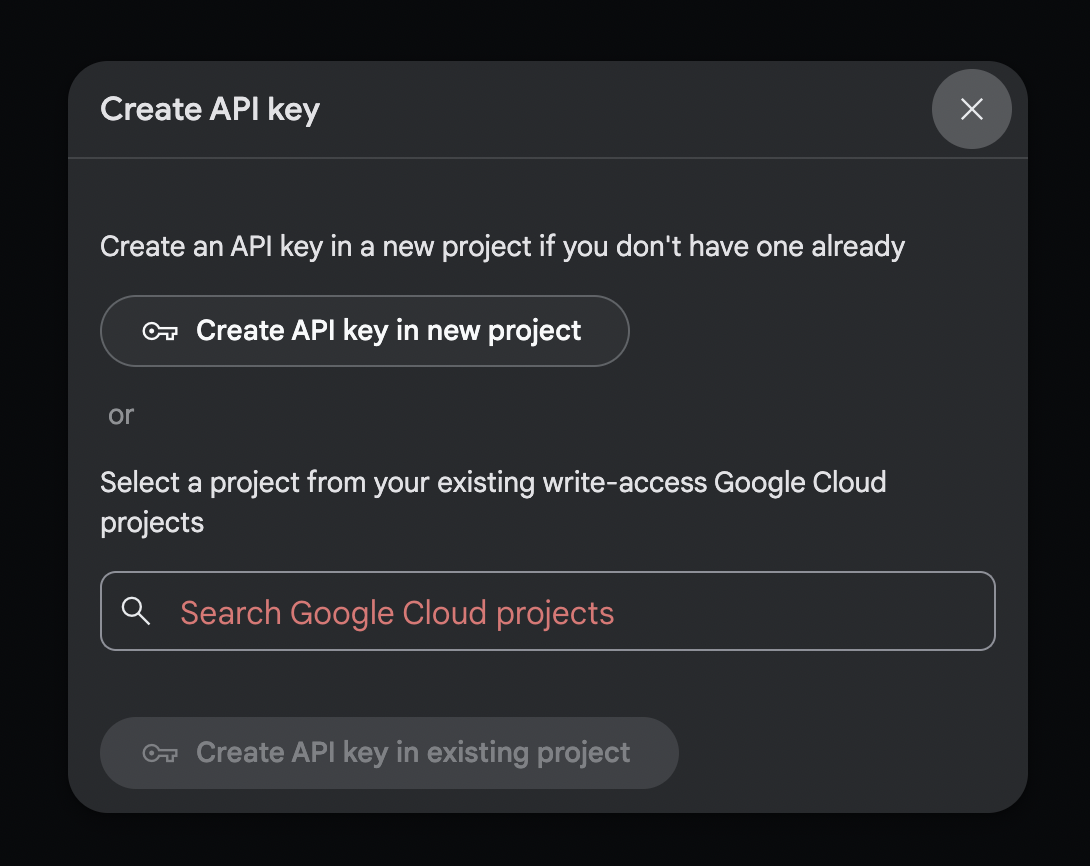 Create API key
Create an API key in a new project if you don't have one already
Create API key in new project
or
Select a project from your existing write-access Google Cloud
projects
Search Google Cloud projects
Create API key in existing project